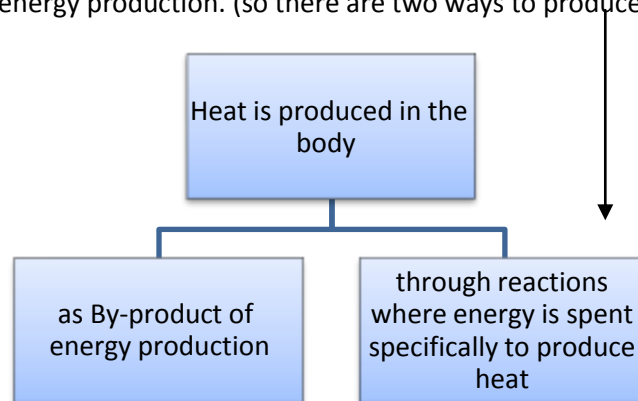 energy production. (so there are two ways to produce
Heat is produced in the
body
as By-product of
energy production
through reactions
where energy is spent
specifically to produce
heat